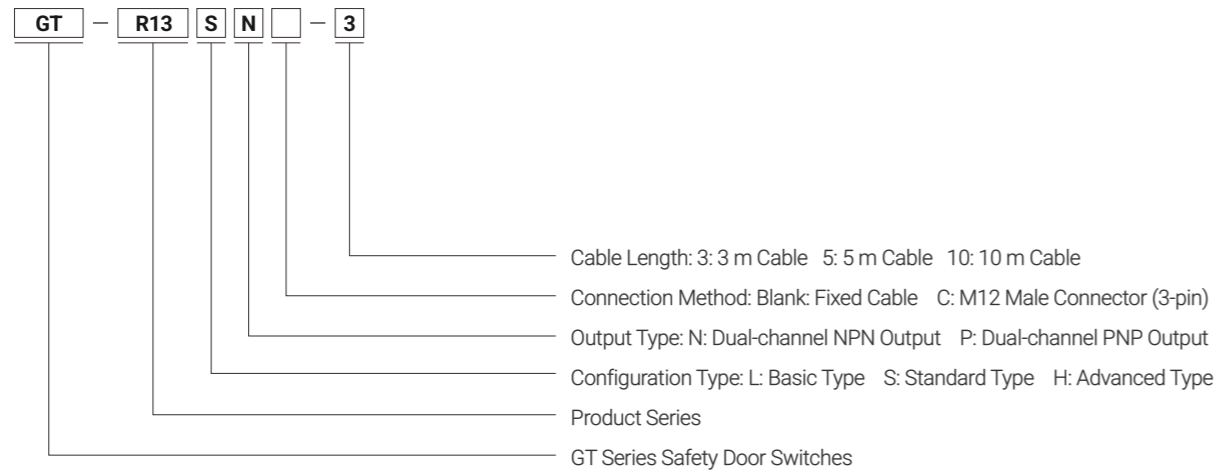 GT – R13 S N – 3
Cable Length: 3: 3 m Cable 5: 5 m Cable 10: 10 m Cable
Connection Method: Blank: Fixed Cable C: M12 Male Connector (3-pin)
Output Type: N: Dual-channel NPN Output P: Dual-channel PNP Output
Configuration Type: L: Basic Type S: Standard Type H: Advanced Type
Product Series
GT Series Safety Door Switches